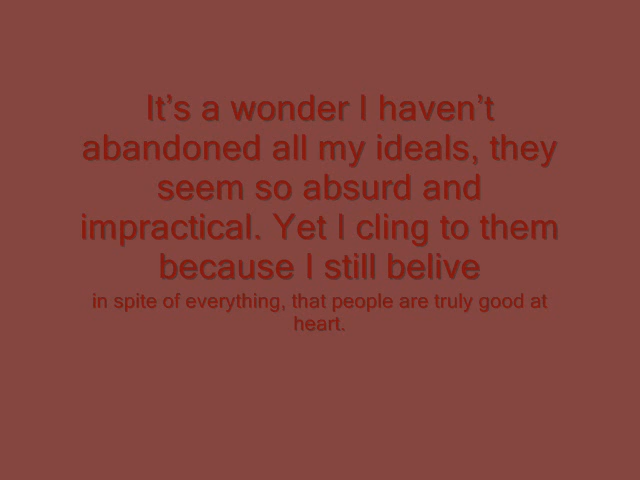 It’s a wonder I haven’t
abandoned all my ideals, they
seem so absurd and
impractical. Yet I cling to them
because I still belive
in spite of everything, that people are truly good at
heart.